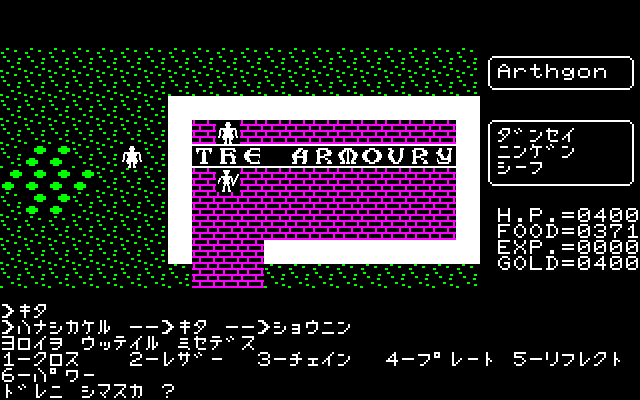 Arthgon
THE ARMOURY
ダンセイ
ニンゲン
シーフ
H.P.=0400
FOOD=0371
EXP.=0000
GOLD=0400
>キタ
>ハナシカケル -->キタ -->ショウニン
ヨロイヲ ウッテイル ミセデス
1-クロス 2-レザー 3-チェイン 4-プレート 5-リフレクト
6-パワー
ドレニ シマスカ ?